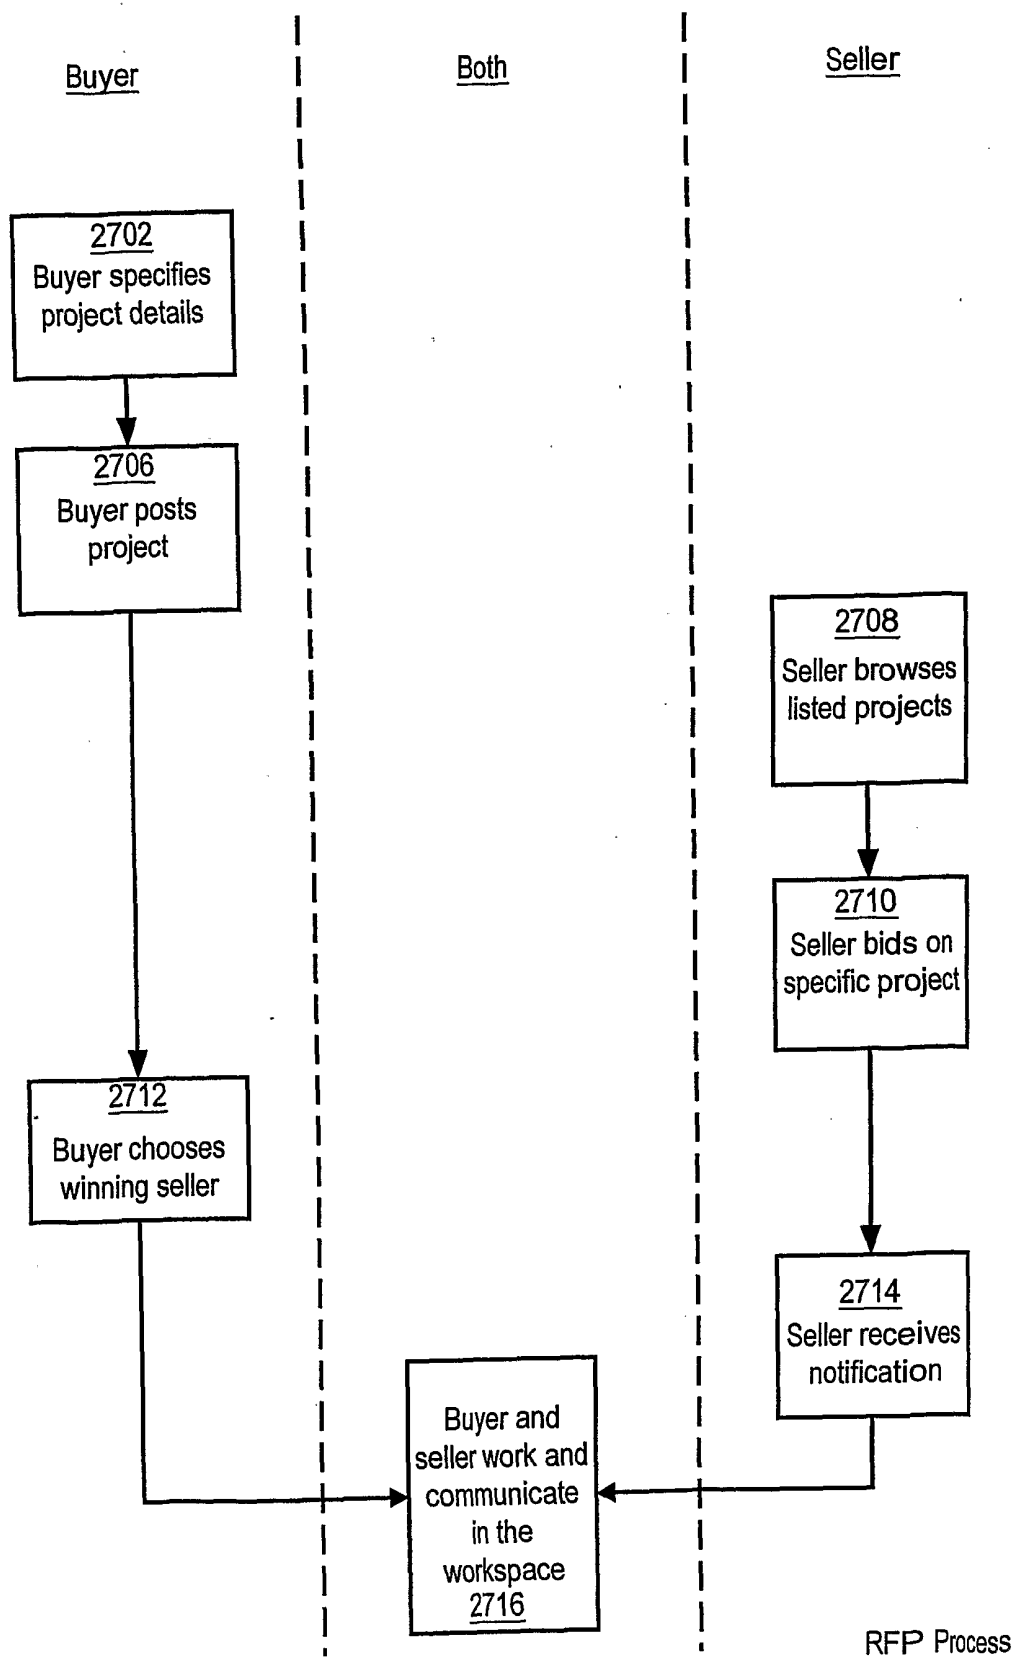 Buyer
Both
Seller
2702
Buyer specifies
project details
2706
Buyer posts
project
2708
Seller browses
listed projects
2710
Seller bids on
specific project
2712
Buyer chooses
winning seller
2714
Seller receives
notification
Buyer and
seller work and
communicate
in the
workspace
2716
RFP Process